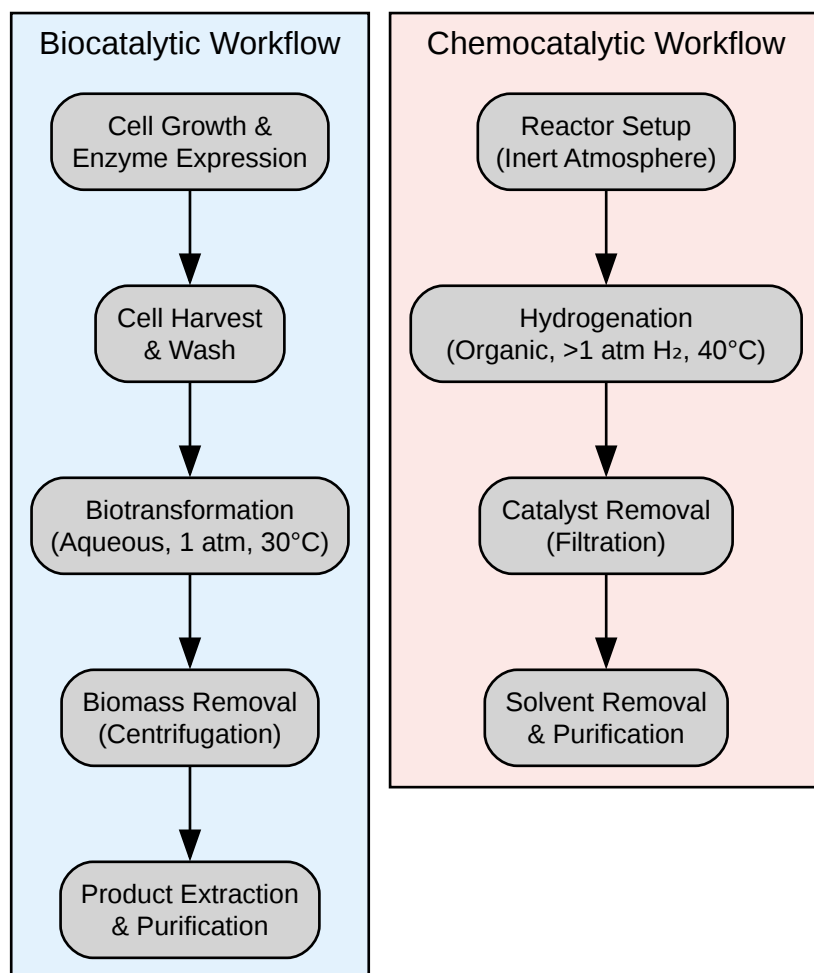 Biocatalytic Workflow
Cell Growth &
Enzyme Expression
Cell Harvest
& Wash
Biotransformation
(Aqueous, 1 atm, 30°C)
Biomass Removal
(Centrifugation)
Product Extraction
& Purification
Chemocatalytic Workflow
Reactor Setup
(Inert Atmosphere)
Hydrogenation
(Organic, >1 atm H₂, 40°C)
Catalyst Removal
(Filtration)
Solvent Removal
& Purification